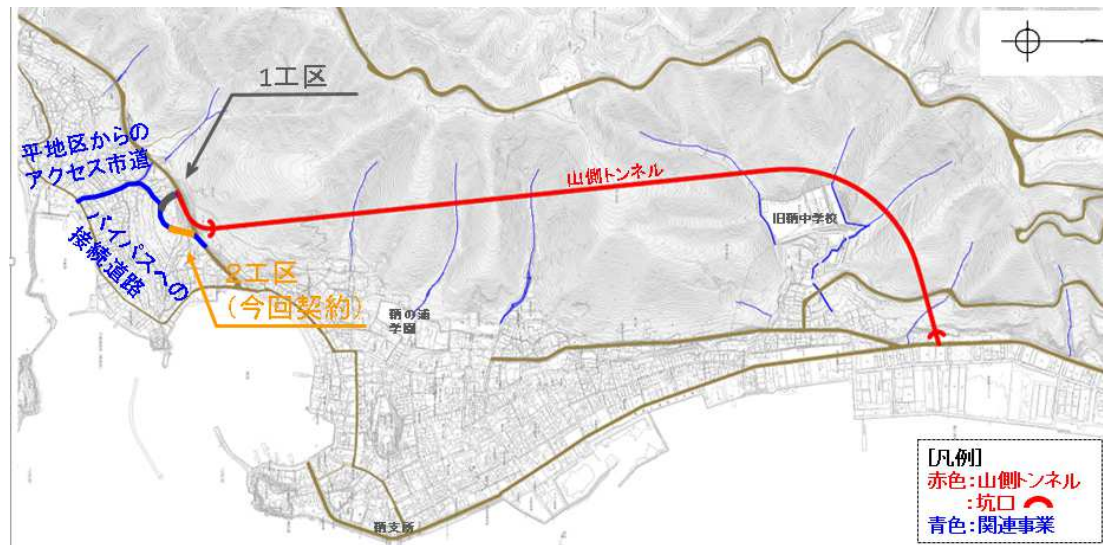 1工区
平地区からの
アクセス市道
バイパスへの
接続道路
2工区
(今回契約)
山側トンネル
旧鞆中学校
鞆の浦
学園
鞆支所
[凡例]
赤色:山側トンネル
:坑口
青色:関連事業